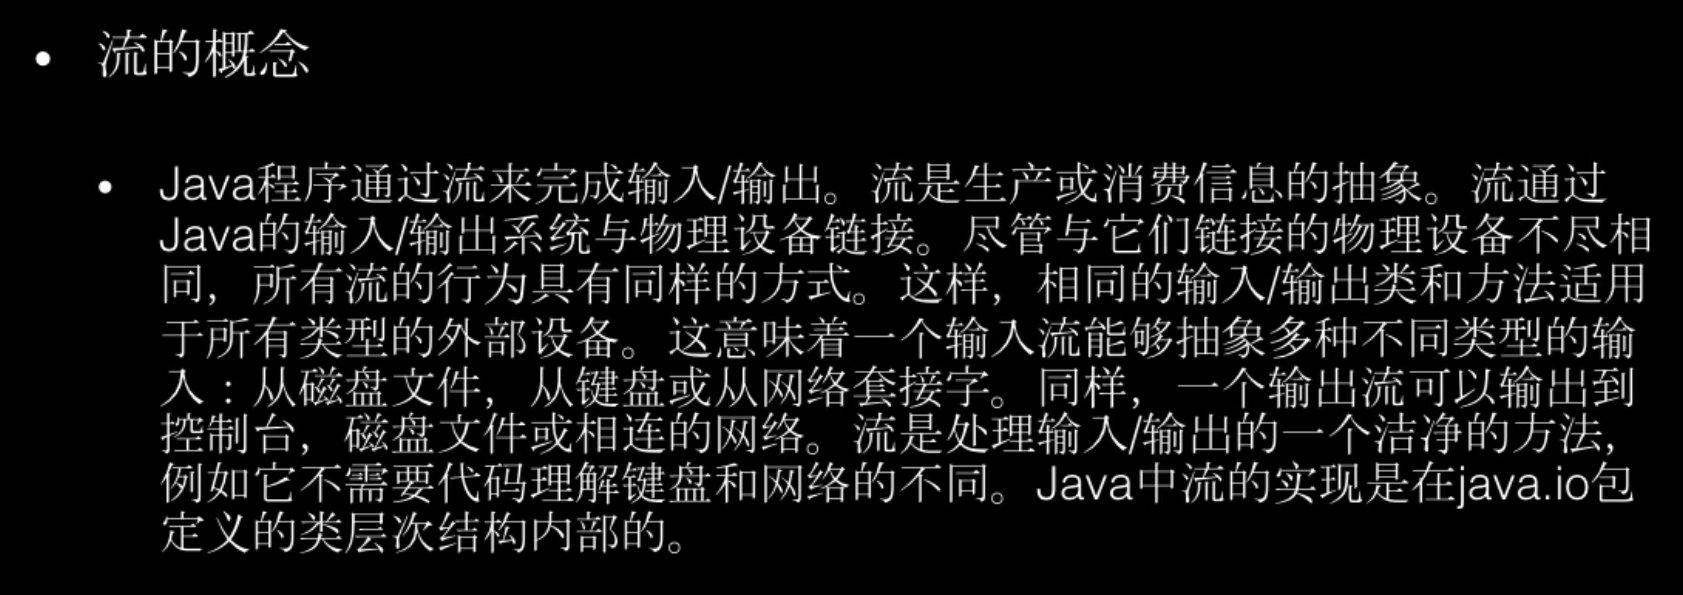 • 流的概念
• Java程序通过流来完成输入/输出。流是生产或消费信息的抽象。流通过
Java的输入/输出系统与物理设备链接。尽管与它们链接的物理设备不尽相
同，所有流的行为具有同样的方式。这样，相同的输入/输出类和方法适用
于所有类型的外部设备。这意味着一个输入流能够抽象多种不同类型的输
入：从磁盘文件，从键盘或从网络套接字。同样，一个输出流可以输出到
控制台，磁盘文件或相连的网络。流是处理输入/输出的一个洁净的方法，
例如它不需要代码理解键盘和网络的不同。Java中流的实现是在java.io包
定义的类层次结构内部的。